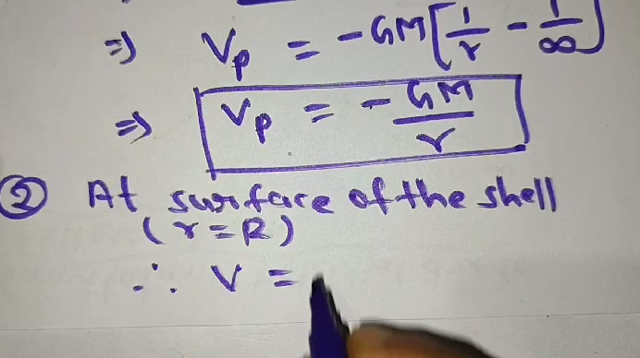 ⇒ Vp = -GM[1/r - 1/∞]
⇒ Vp = - GM/r
② At surface of the shell
(r=R)
∴ V =